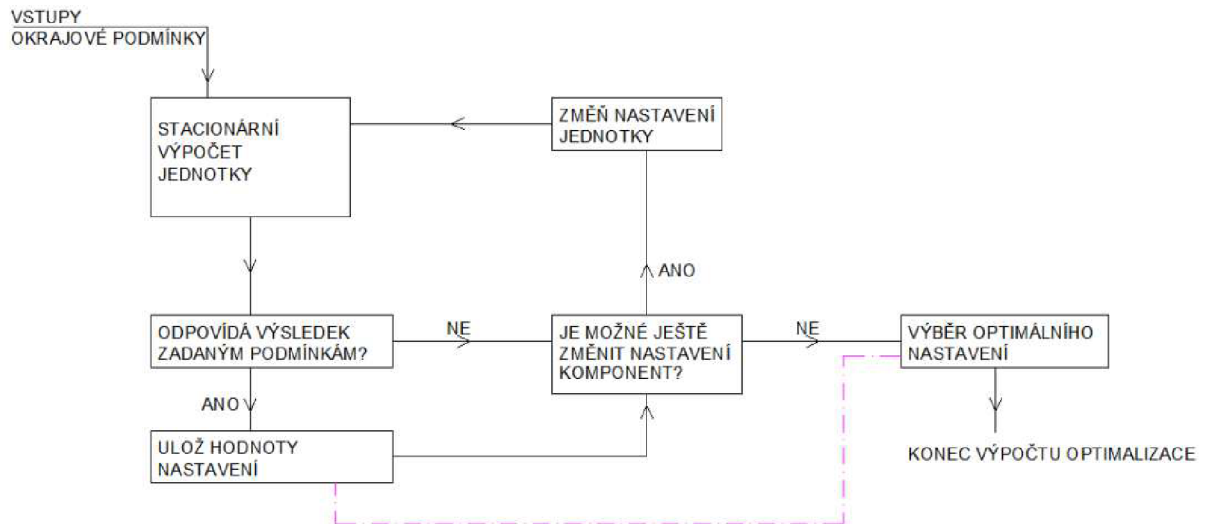 VSTUPY
OKRAJOVÉ PODMÍNKY
STACIONÁRNÍ
VÝPOČET
JEDNOTKY
ZMĚŇ NASTAVENÍ
JEDNOTKY
ANO
ODPOVÍDÁ VÝSLEDEK
ZADANÝM PODMÍNKÁM?
NE
JE MOŽNÉ JEŠTĚ
ZMĚNIT NASTAVENÍ
KOMPONENT?
NE
VÝBĚR OPTIMÁLNÍHO
NASTAVENÍ
ANO
ULOŽ HODNOTY
NASTAVENÍ
KONEC VÝPOČTU OPTIMALIZACE